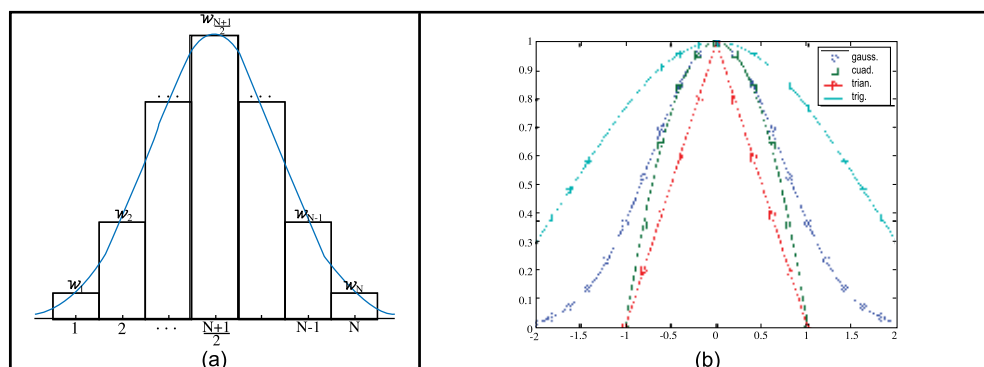 w_{\frac{N+1}{2}}
. . . . . .
w_2 w_{N-1}
w_1 w_N
1 2 . . . \frac{N+1}{2} N-1 N
(a)
1
0.9
0.8
0.7
0.6
0.5
0.4
0.3
0.2
0.1
0
-2 -1.5 -1 -0.5 0 0.5 1 1.5 2
gauss.
cuad.
trian.
trig.
(b)